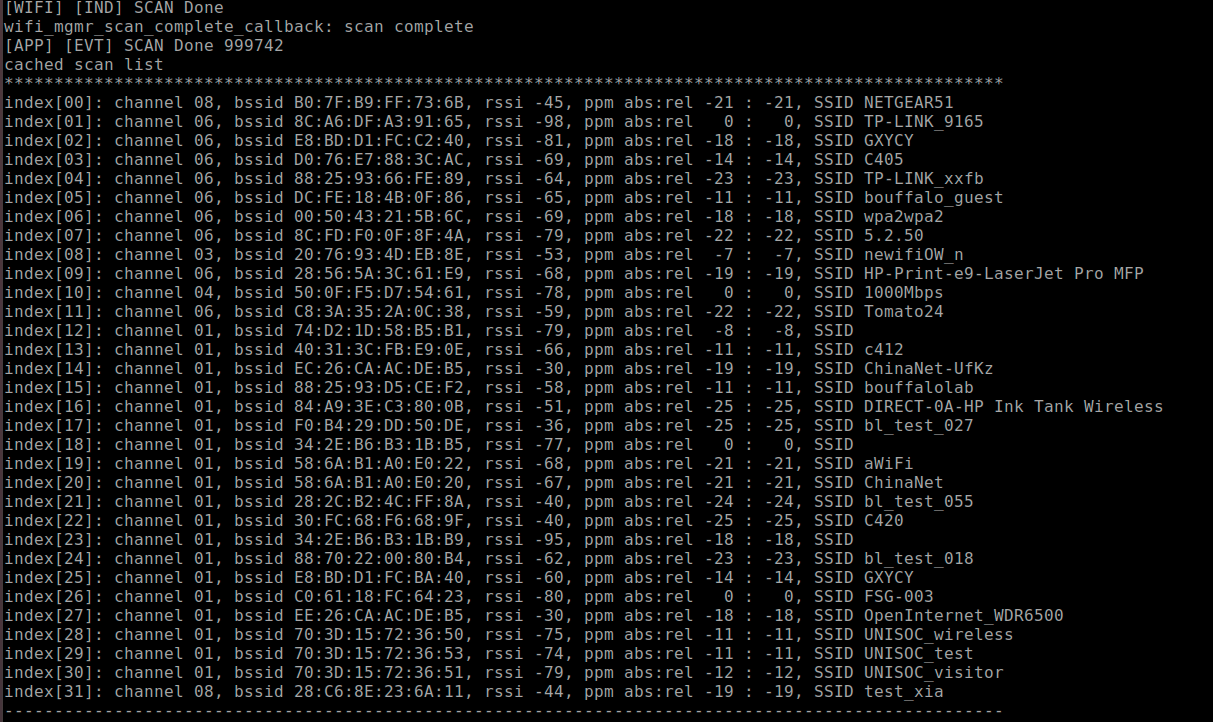 [WIFI] [IND] SCAN Done
wifi_mgmr_scan_complete_callback: scan complete
[APP] [EVT] SCAN Done 999742
cached scan list
****************************************************************************************************
index[00]: channel 08, bssid B0:7F:B9:FF:73:6B, rssi -45, ppm abs:rel -21 : -21, SSID NETGEAR51
index[01]: channel 06, bssid 8C:A6:DF:A3:91:65, rssi -98, ppm abs:rel   0 :   0, SSID TP-LINK_9165
index[02]: channel 06, bssid E8:BD:D1:FC:C2:40, rssi -81, ppm abs:rel -18 : -18, SSID GXYCY
index[03]: channel 06, bssid D0:76:E7:88:3C:AC, rssi -69, ppm abs:rel -14 : -14, SSID C405
index[04]: channel 06, bssid 88:25:93:66:FE:89, rssi -64, ppm abs:rel -23 : -23, SSID TP-LINK_xxfb
index[05]: channel 06, bssid DC:FE:18:4B:0F:86, rssi -65, ppm abs:rel -11 : -11, SSID bouffalo_guest
index[06]: channel 06, bssid 00:50:43:21:5B:6C, rssi -69, ppm abs:rel -18 : -18, SSID wpa2wpa2
index[07]: channel 06, bssid 8C:FD:F0:0F:8F:4A, rssi -79, ppm abs:rel -22 : -22, SSID 5.2.50
index[08]: channel 03, bssid 20:76:93:4D:EB:8E, rssi -53, ppm abs:rel  -7 :  -7, SSID newifiOW_n
index[09]: channel 06, bssid 28:56:5A:3C:61:E9, rssi -68, ppm abs:rel -19 : -19, SSID HP-Print-e9-LaserJet Pro MFP
index[10]: channel 04, bssid 50:0F:F5:D7:54:61, rssi -78, ppm abs:rel   0 :   0, SSID 1000Mbps
index[11]: channel 06, bssid C8:3A:35:2A:0C:38, rssi -59, ppm abs:rel -22 : -22, SSID Tomato24
index[12]: channel 01, bssid 74:D2:1D:58:B5:B1, rssi -79, ppm abs:rel  -8 :  -8, SSID
index[13]: channel 01, bssid 40:31:3C:FB:E9:0E, rssi -66, ppm abs:rel -11 : -11, SSID c412
index[14]: channel 01, bssid EC:26:CA:AC:DE:B5, rssi -30, ppm abs:rel -19 : -19, SSID ChinaNet-UfKz
index[15]: channel 01, bssid 88:25:93:D5:CE:F2, rssi -58, ppm abs:rel -11 : -11, SSID bouffalolab
index[16]: channel 01, bssid 84:A9:3E:C3:80:0B, rssi -51, ppm abs:rel -25 : -25, SSID DIRECT-0A-HP Ink Tank Wireless
index[17]: channel 01, bssid F0:B4:29:DD:50:DE, rssi -36, ppm abs:rel -25 : -25, SSID bl_test_027
index[18]: channel 01, bssid 34:2E:B6:B3:1B:B5, rssi -77, ppm abs:rel   0 :   0, SSID
index[19]: channel 01, bssid 58:6A:B1:A0:E0:22, rssi -68, ppm abs:rel -21 : -21, SSID aWiFi
index[20]: channel 01, bssid 58:6A:B1:A0:E0:20, rssi -67, ppm abs:rel -21 : -21, SSID ChinaNet
index[21]: channel 01, bssid 28:2C:B2:4C:FF:8A, rssi -40, ppm abs:rel -24 : -24, SSID bl_test_055
index[22]: channel 01, bssid 30:FC:68:F6:68:9F, rssi -40, ppm abs:rel -25 : -25, SSID C420
index[23]: channel 01, bssid 34:2E:B6:B3:1B:B9, rssi -95, ppm abs:rel -18 : -18, SSID
index[24]: channel 01, bssid 88:70:22:00:80:B4, rssi -62, ppm abs:rel -23 : -23, SSID bl_test_018
index[25]: channel 01, bssid E8:BD:D1:FC:BA:40, rssi -60, ppm abs:rel -14 : -14, SSID GXYCY
index[26]: channel 01, bssid C0:61:18:FC:64:23, rssi -80, ppm abs:rel   0 :   0, SSID FSG-003
index[27]: channel 01, bssid EE:26:CA:AC:DE:B5, rssi -30, ppm abs:rel -18 : -18, SSID OpenInternet_WDR6500
index[28]: channel 01, bssid 70:3D:15:72:36:50, rssi -75, ppm abs:rel -11 : -11, SSID UNISOC_wireless
index[29]: channel 01, bssid 70:3D:15:72:36:53, rssi -74, ppm abs:rel -11 : -11, SSID UNISOC_test
index[30]: channel 01, bssid 70:3D:15:72:36:51, rssi -79, ppm abs:rel -12 : -12, SSID UNISOC_visitor
index[31]: channel 08, bssid 28:C6:8E:23:6A:11, rssi -44, ppm abs:rel -19 : -19, SSID test_xia
----------------------------------------------------------------------------------------------------